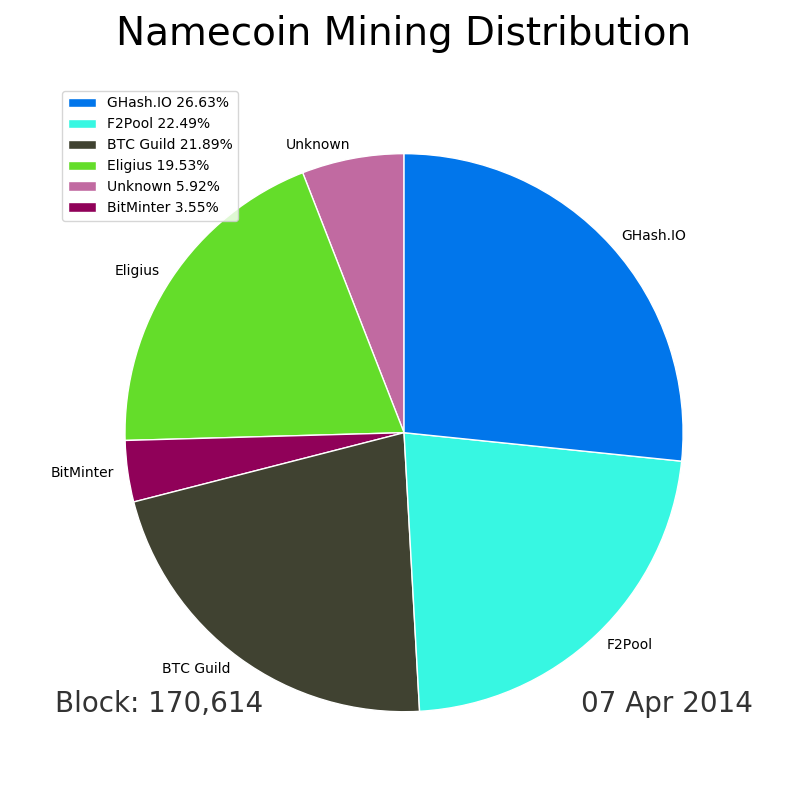 Namecoin Mining Distribution
GHash.IO 26.63%
F2Pool 22.49%
BTC Guild 21.89%
Eligius 19.53%
Unknown 5.92%
BitMinter 3.55%
Unknown
GHash.IO
Eligius
BitMinter
F2Pool
BTC Guild
Block: 170,614
07 Apr 2014